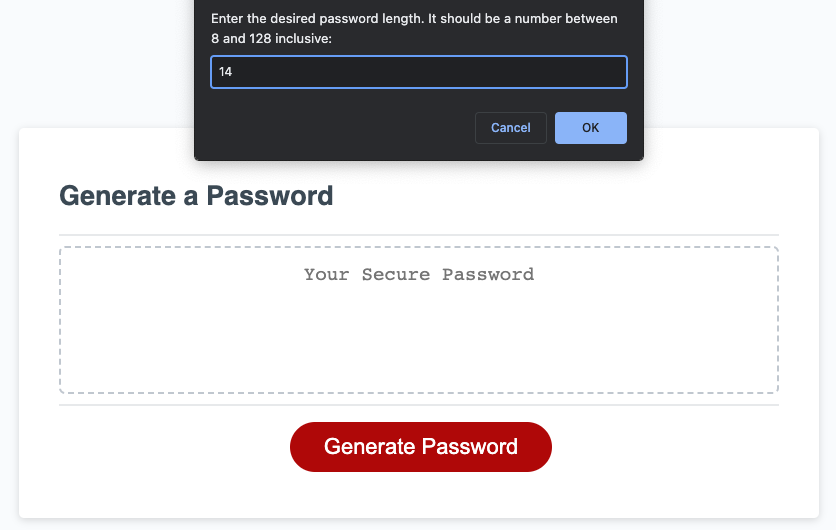 Enter the desired password length. It should be a number between
8 and 128 inclusive:
14
Cancel
OK
Generate a Password
Your Secure Password
Generate Password